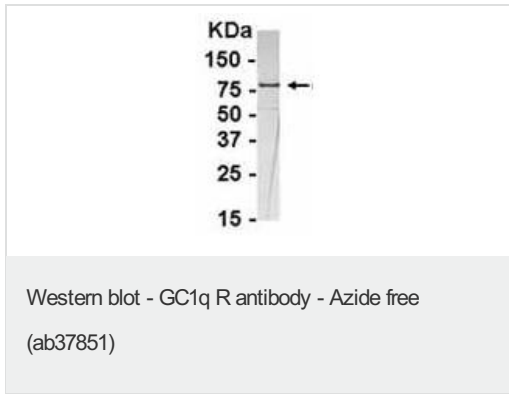 KDa
150 -
75 -
50 -
37 -
25 -
15 -
Western blot - GC1q R antibody - Azide free
(ab37851)